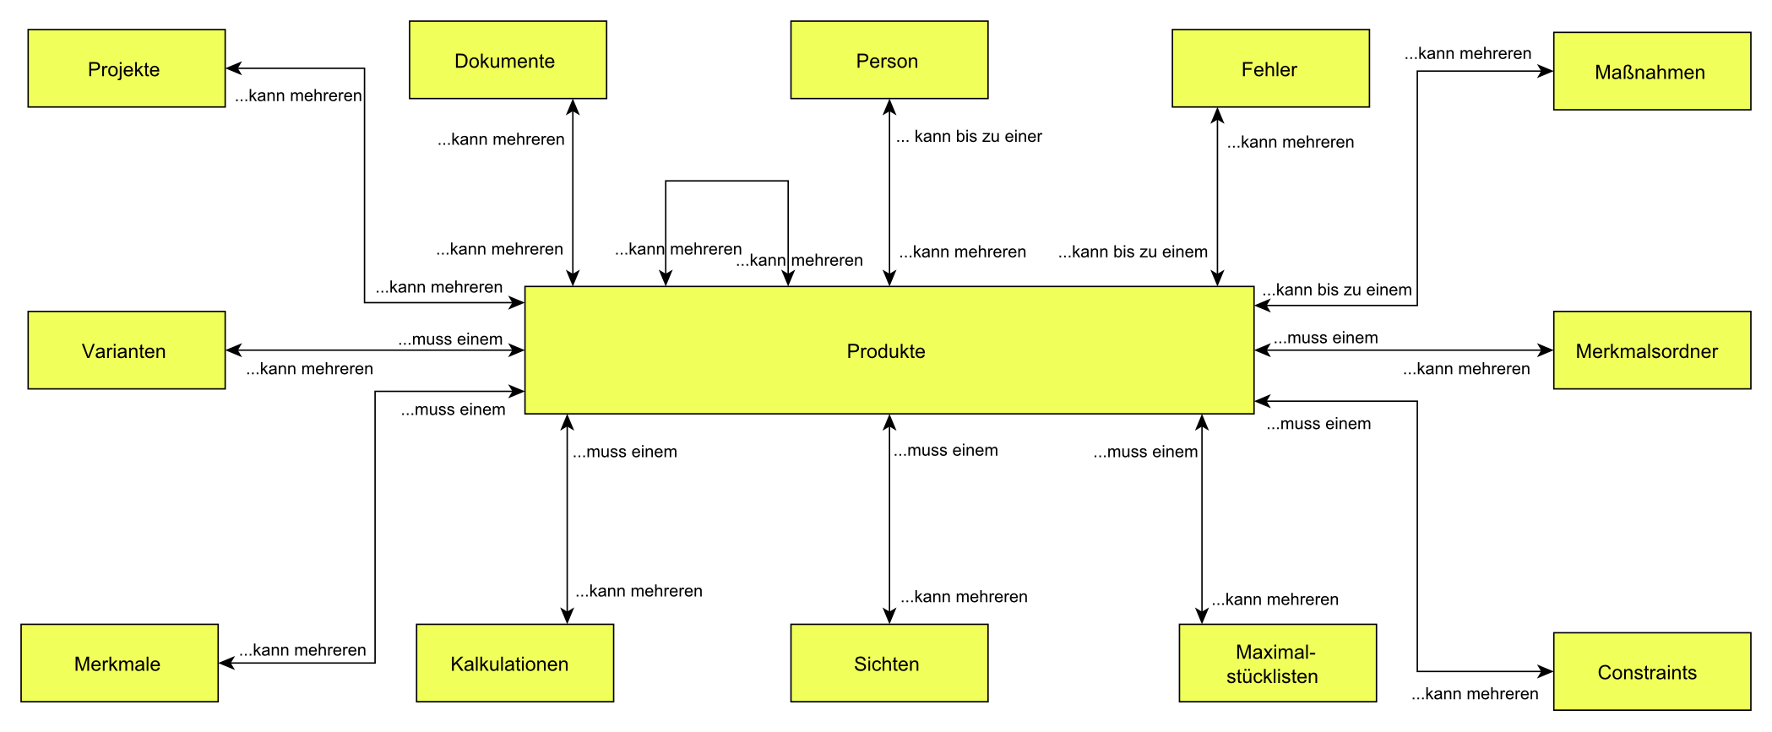 Projekte
Dokumente
Person
Fehler
Maßnahmen
...kann mehreren
...kann mehreren
...kann mehreren
... kann bis zu einer
...kann mehreren
...kann mehreren
...kann mehreren
...kann mehreren
...kann mehreren
...kann bis zu einem
...kann mehreren
...kann bis zu einem
Varianten
...muss einem
...kann mehreren
Produkte
...muss einem
...kann mehreren
Merkmalsordner
...muss einem
...muss einem
...muss einem
...muss einem
...muss einem
...kann mehreren
...kann mehreren
...kann mehreren
...kann mehreren
...kann mehreren
Merkmale
Kalkulationen
Sichten
Maximal-
stücklisten
Constraints